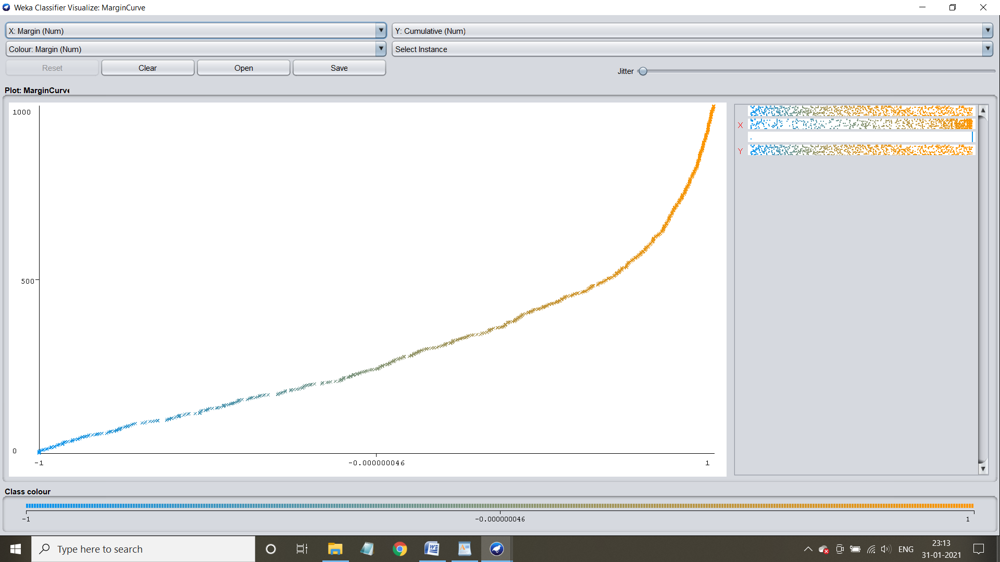 Weka Classifier Visualize: MarginCurve
X: Margin (Num)
Y: Cumulative (Num)
Colour: Margin (Num)
Select Instance
Reset
Clear
Open
Save
Jitter
Plot: MarginCurve
1000
500
0
-1
-0.000000046
1
X
Y
Class colour
-1
-0.000000046
1
Type here to search
ENG
23:13
31-01-2021